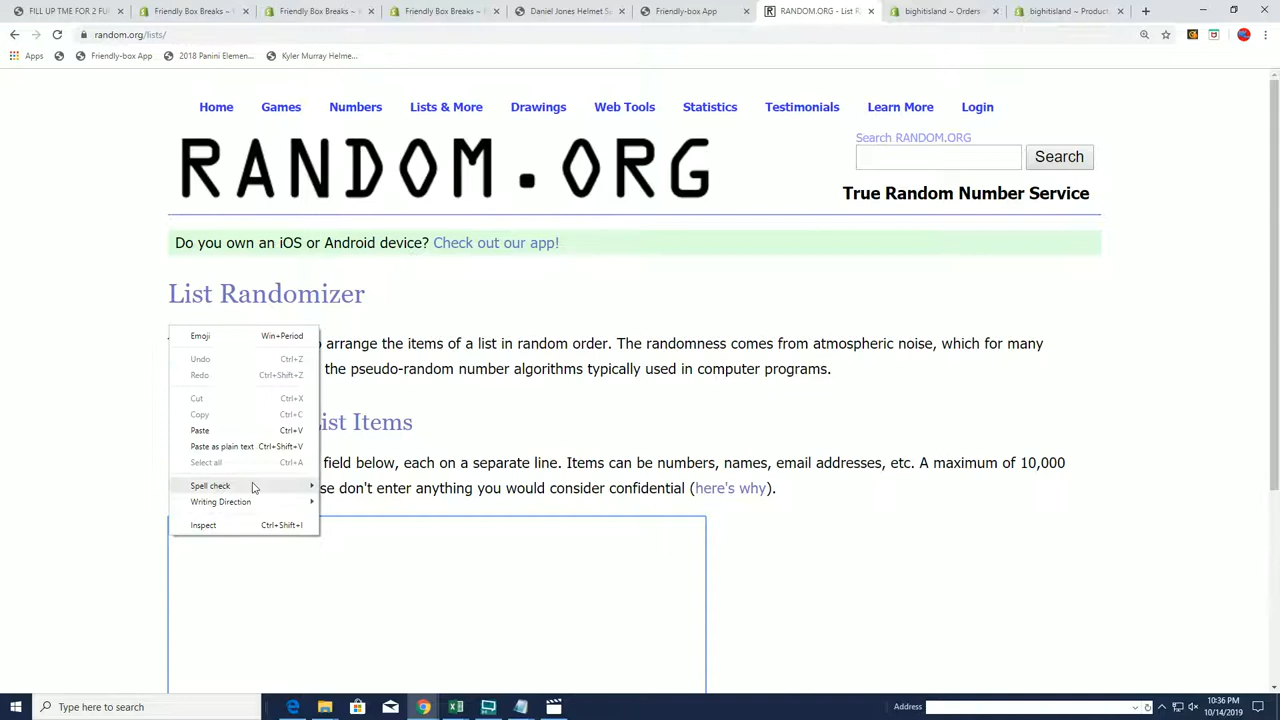 FILL UP TME FOR 2 FU
Friendly Box Breaks -
Friendly Box Breaks ~
Friendly Box Breaks ~
Daniel Jones Helmet S
Friendly-box App
RANDOM.ORG - List R
bighitsland ~ Orders
bighitsland ~ Product
random.org/lists/
Apps
Friendly-box App
2018 Panini Elemen...
Kyler Murray Helme...
Home
Games
Numbers
Lists & More
Drawings
Web Tools
Statistics
Testimonials
Learn More
Login
RANDOM.ORG
Search RANDOM.ORG
Search
True Random Number Service
Do you own an iOS or Android device? Check out our app!
List Randomizer
arrange the items of a list in random order. The randomness comes from atmospheric noise, which for many
the pseudo-random number algorithms typically used in computer programs.
ist Items
field below, each on a separate line. Items can be numbers, names, email addresses, etc. A maximum of 10,000
se don't enter anything you would consider confidential (here's why).
Emoji Win+Period
Undo Ctrl+Z
Redo Ctrl+Shift+Z
Cut Ctrl+X
Copy Ctrl+C
Paste Ctrl+V
Paste as plain text Ctrl+Shift+V
Select all Ctrl+A
Spell check
Writing Direction
Inspect Ctrl+Shift+I
Type here to search
Address
10:36 PM
10/14/2019